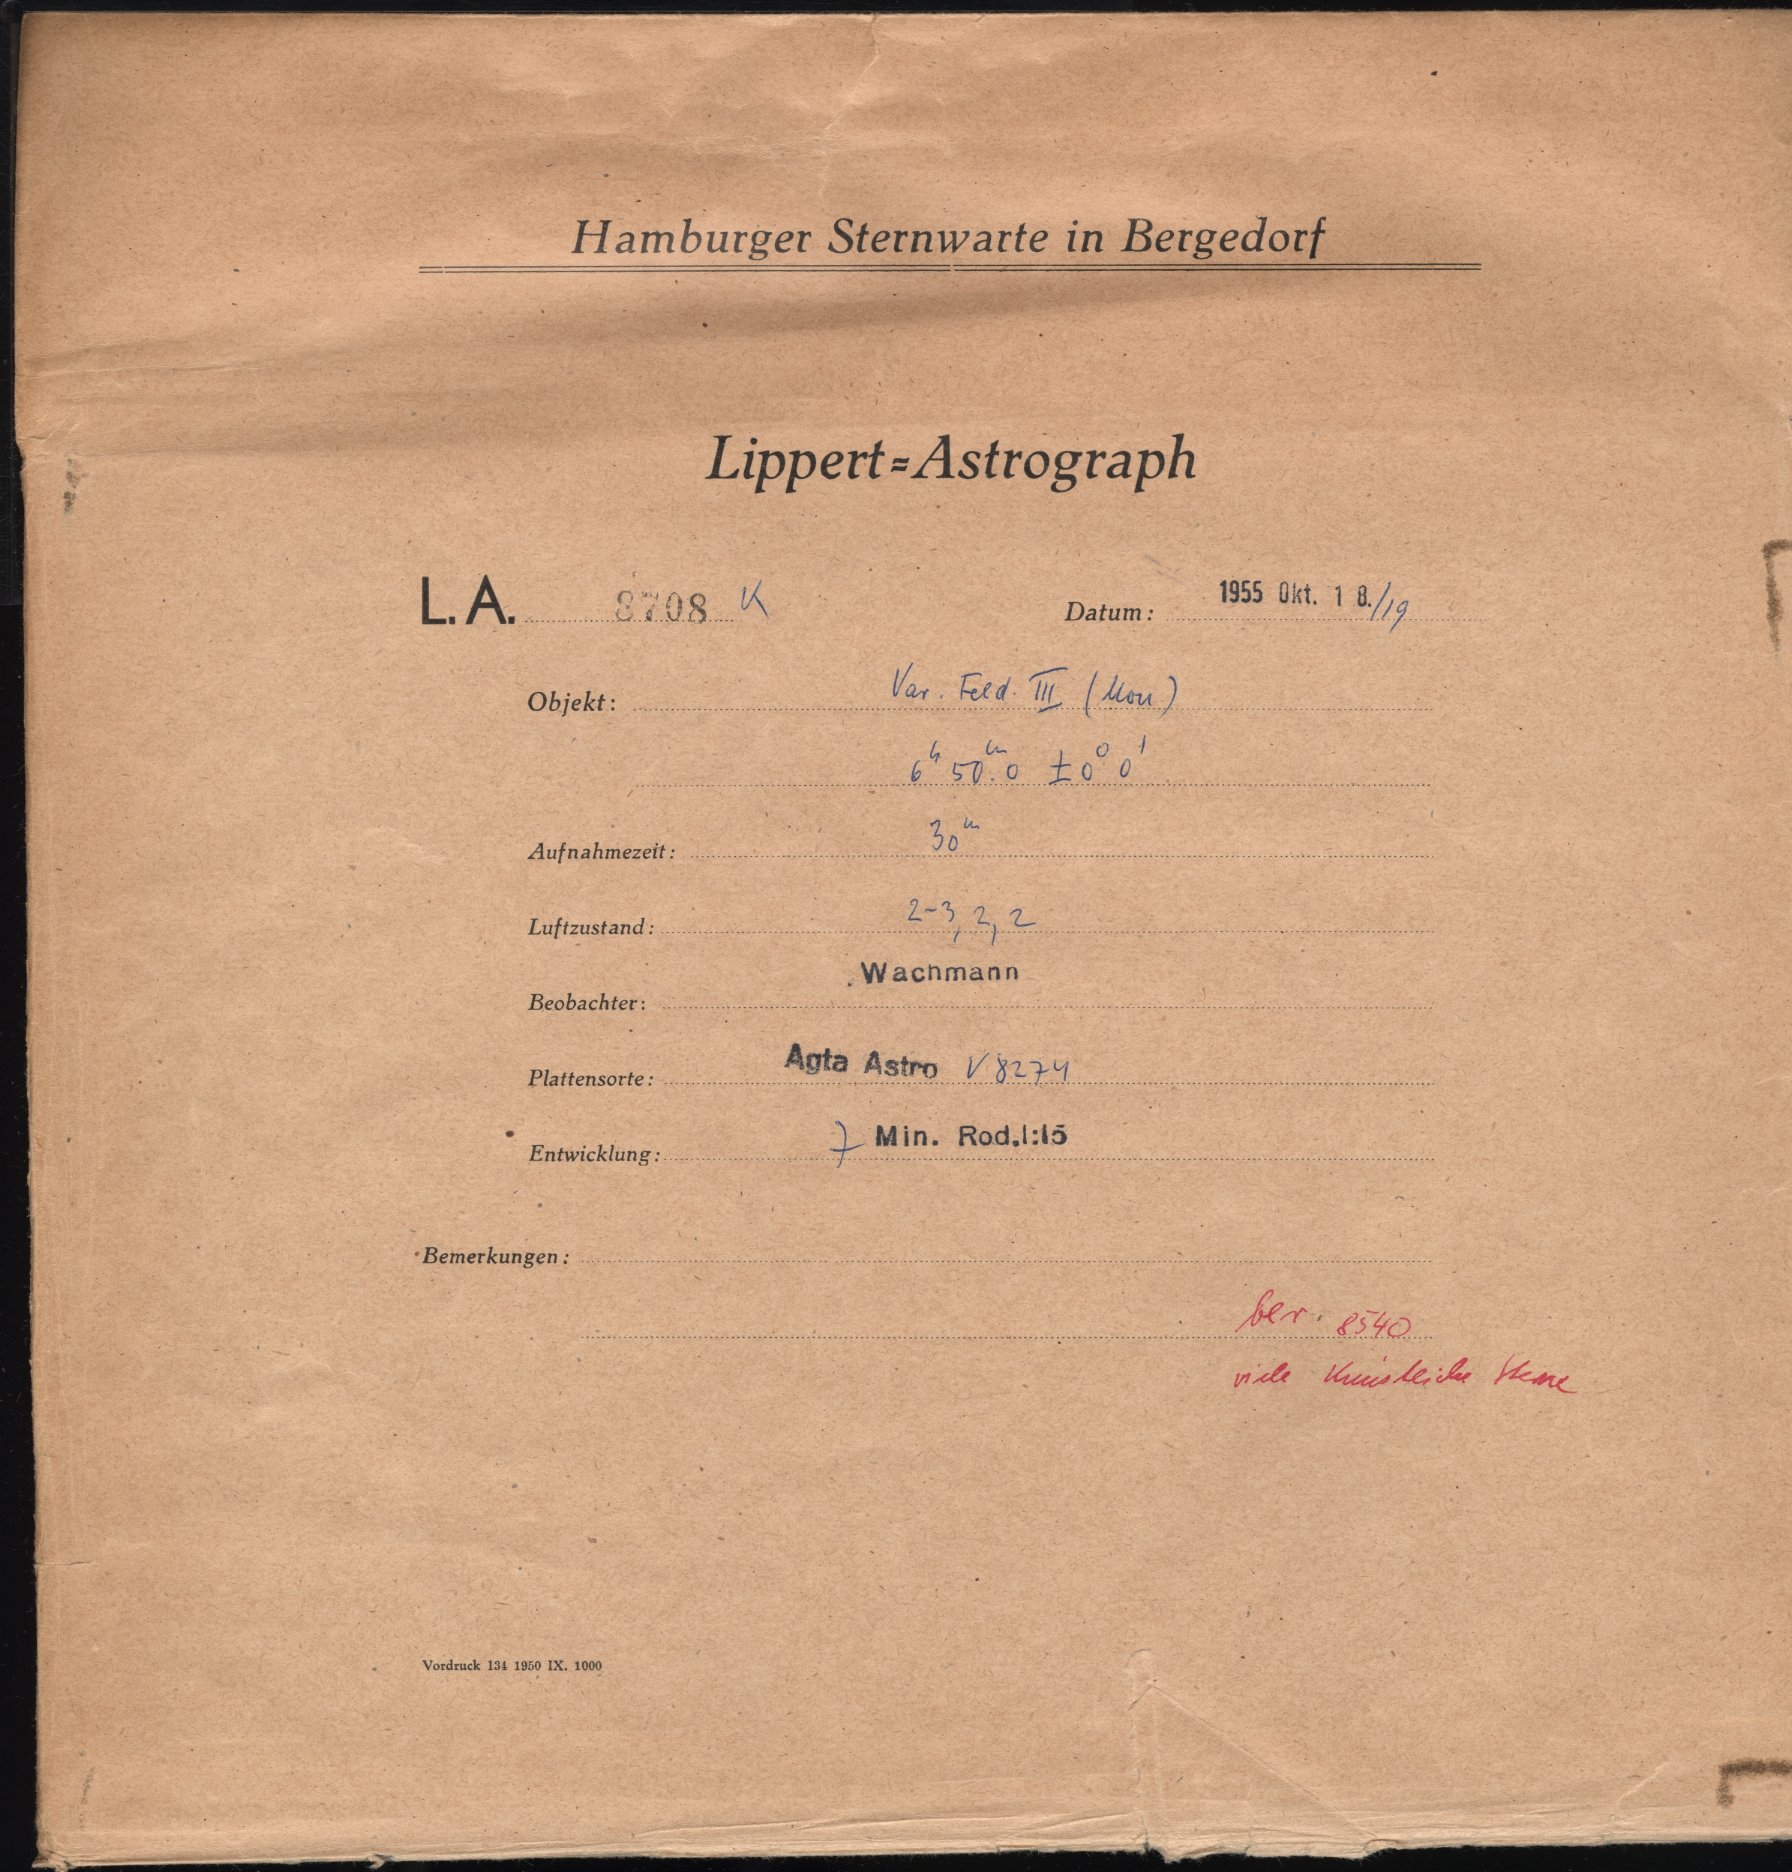 Hamburger Sternwarte in Bergedorf
Lippert=Astrograph
L.A. 8708 K
Datum: 1955 Okt. 18./19
Objekt: Var. Feld. III (Mon)
6h 50m.0 ±0° 0'
Aufnahmezeit: 30m
Luftzustand: 2-3, 2, 2
Beobachter: Wachmann
Plattensorte: Agfa Astro V 8274
Entwicklung: 7 Min. Rod.1:15
Bemerkungen:
ber. 8540
viele Künstliche Sterne
Vordruck 134 1950 IX. 1000